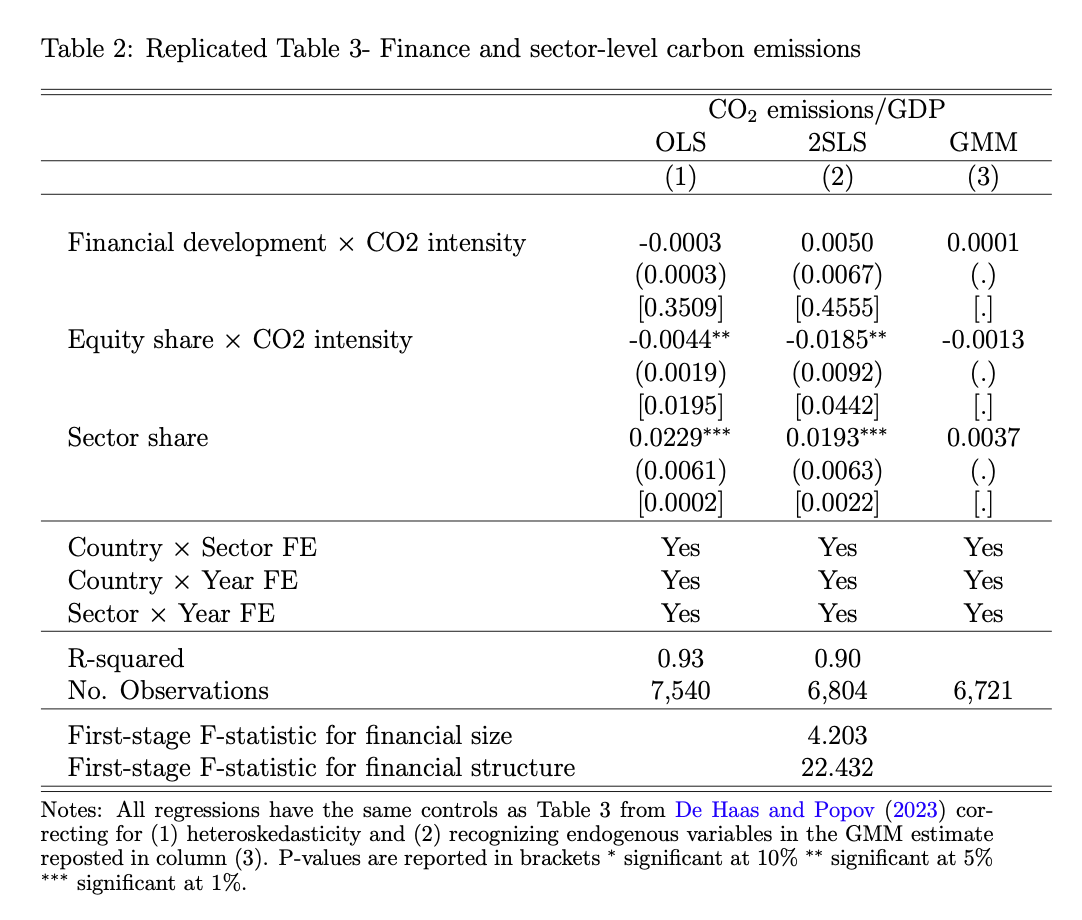 Table 2: Replicated Table 3- Finance and sector-level carbon emissions
CO₂ emissions/GDP
OLS 2SLS GMM
(1) (2) (3)
Financial development × CO2 intensity -0.0003 0.0050 0.0001
(0.0003) (0.0067) (.)
[0.3509] [0.4555] [.]
Equity share × CO2 intensity -0.0044** -0.0185** -0.0013
(0.0019) (0.0092) (.)
[0.0195] [0.0442] [.]
Sector share 0.0229*** 0.0193*** 0.0037
(0.0061) (0.0063) (.)
[0.0002] [0.0022] [.]
Country × Sector FE Yes Yes Yes
Country × Year FE Yes Yes Yes
Sector × Year FE Yes Yes Yes
R-squared 0.93 0.90
No. Observations 7,540 6,804 6,721
First-stage F-statistic for financial size 4.203
First-stage F-statistic for financial structure 22.432
Notes: All regressions have the same controls as Table 3 from De Haas and Popov (2023) cor-
recting for (1) heteroskedasticity and (2) recognizing endogenous variables in the GMM estimate
reposted in column (3). P-values are reported in brackets * significant at 10% ** significant at 5%
*** significant at 1%.